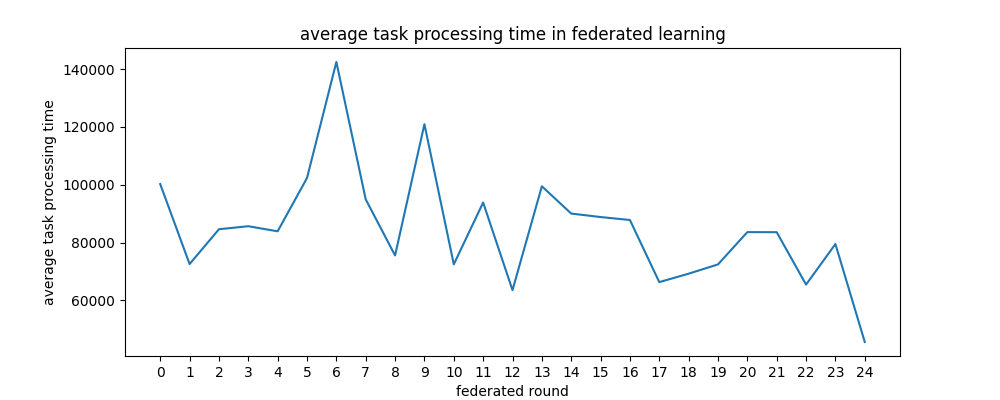 average task processing time in federated learning
140000
120000
100000
80000
60000
average task processing time
0 1 2 3 4 5 6 7 8 9 10 11 12 13 14 15 16 17 18 19 20 21 22 23 24
federated round